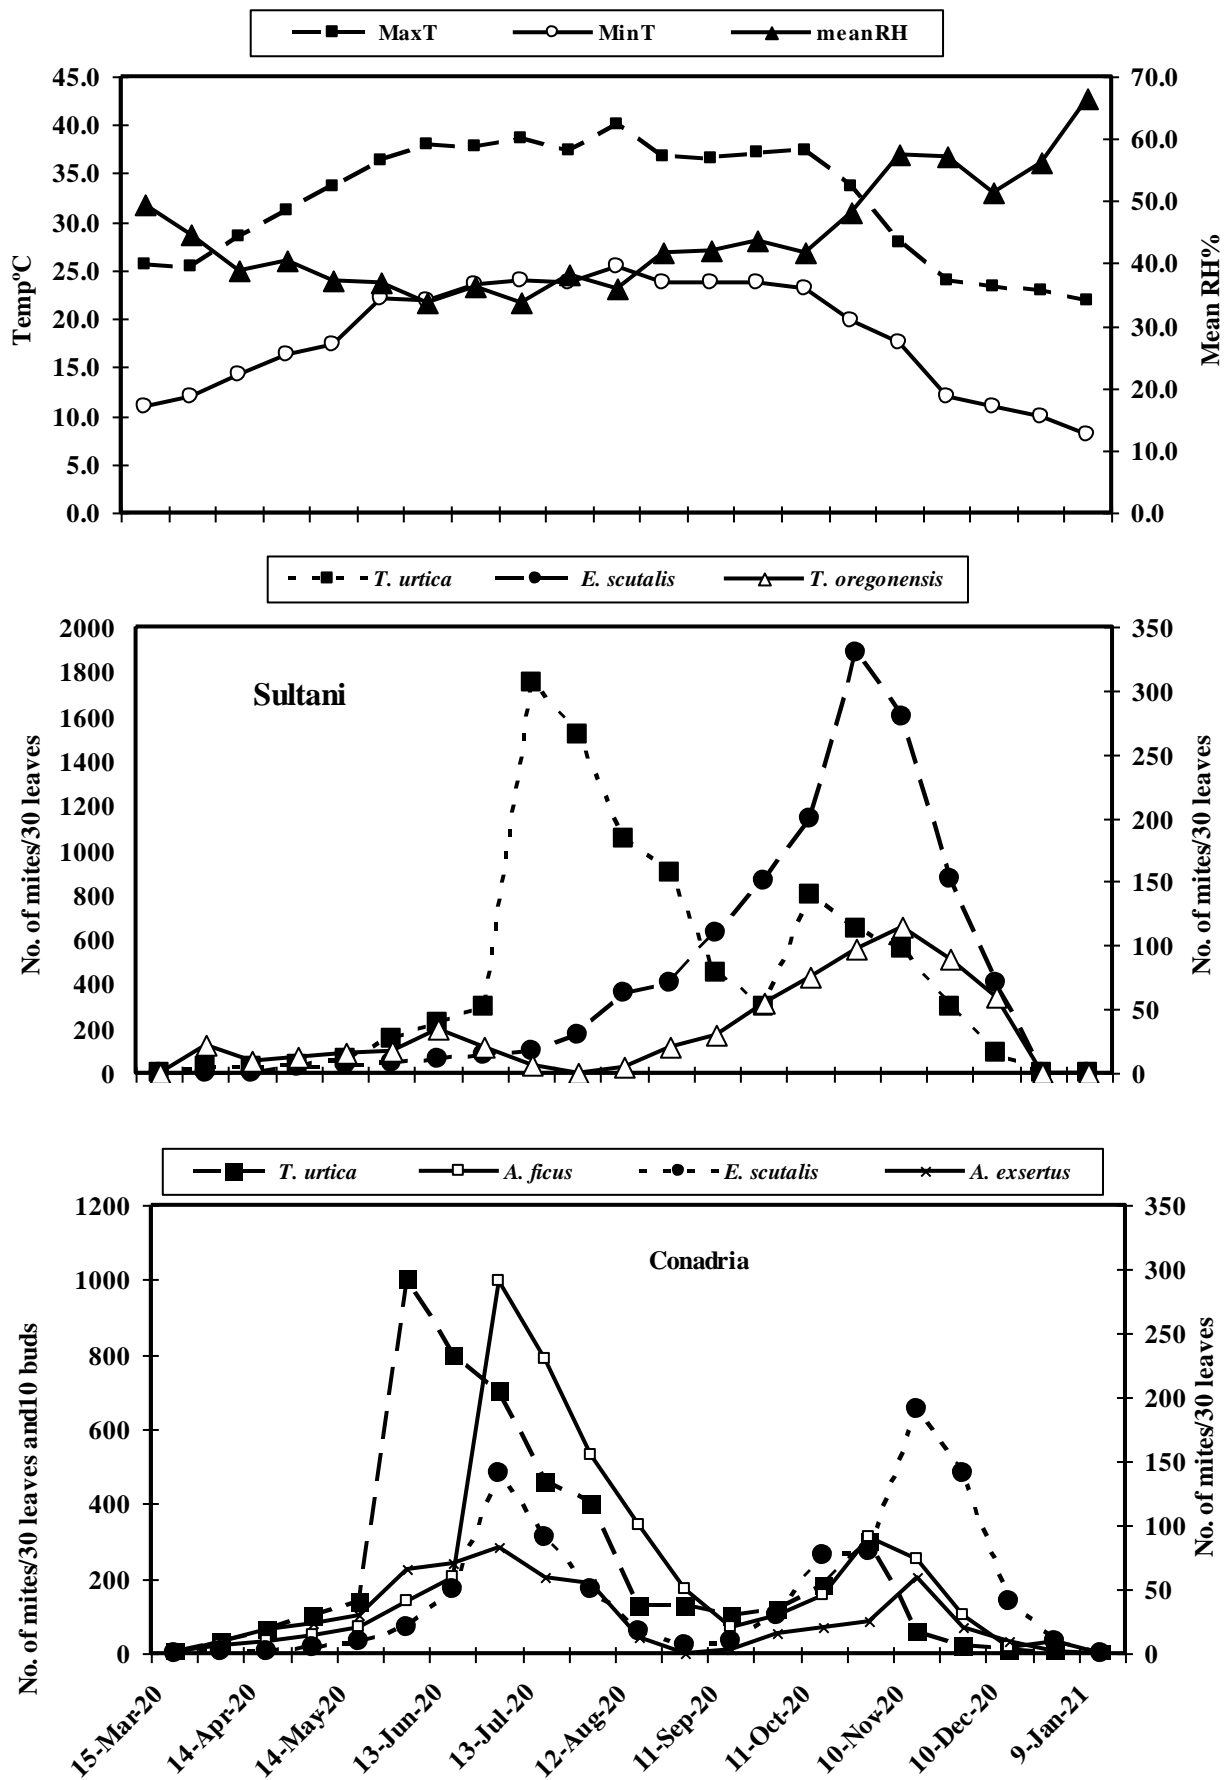 MaxT MinT meanRH
45.0
40.0
35.0
30.0
25.0
20.0
15.0
10.0
5.0
0.0
TempºC
70.0
60.0
50.0
40.0
30.0
20.0
10.0
0.0
Mean RH%
T. urtica E. scutalis T. oregonensis
2000
1800
1600
1400
1200
1000
800
600
400
200
0
No. of mites/30 leaves
Sultani
350
300
250
200
150
100
50
0
No. of mites/30 leaves
T. urtica A. ficus E. scutalis A. exsertus
1200
1000
800
600
400
200
0
No. of mites/30 leaves and10 buds
Conadria
350
300
250
200
150
100
50
0
No. of mites/30 leaves
15-Mar-20
14-Apr-20
14-May-20
13-Jun-20
13-Jul-20
12-Aug-20
11-Sep-20
11-Oct-20
10-Nov-20
10-Dec-20
9-Jan-21